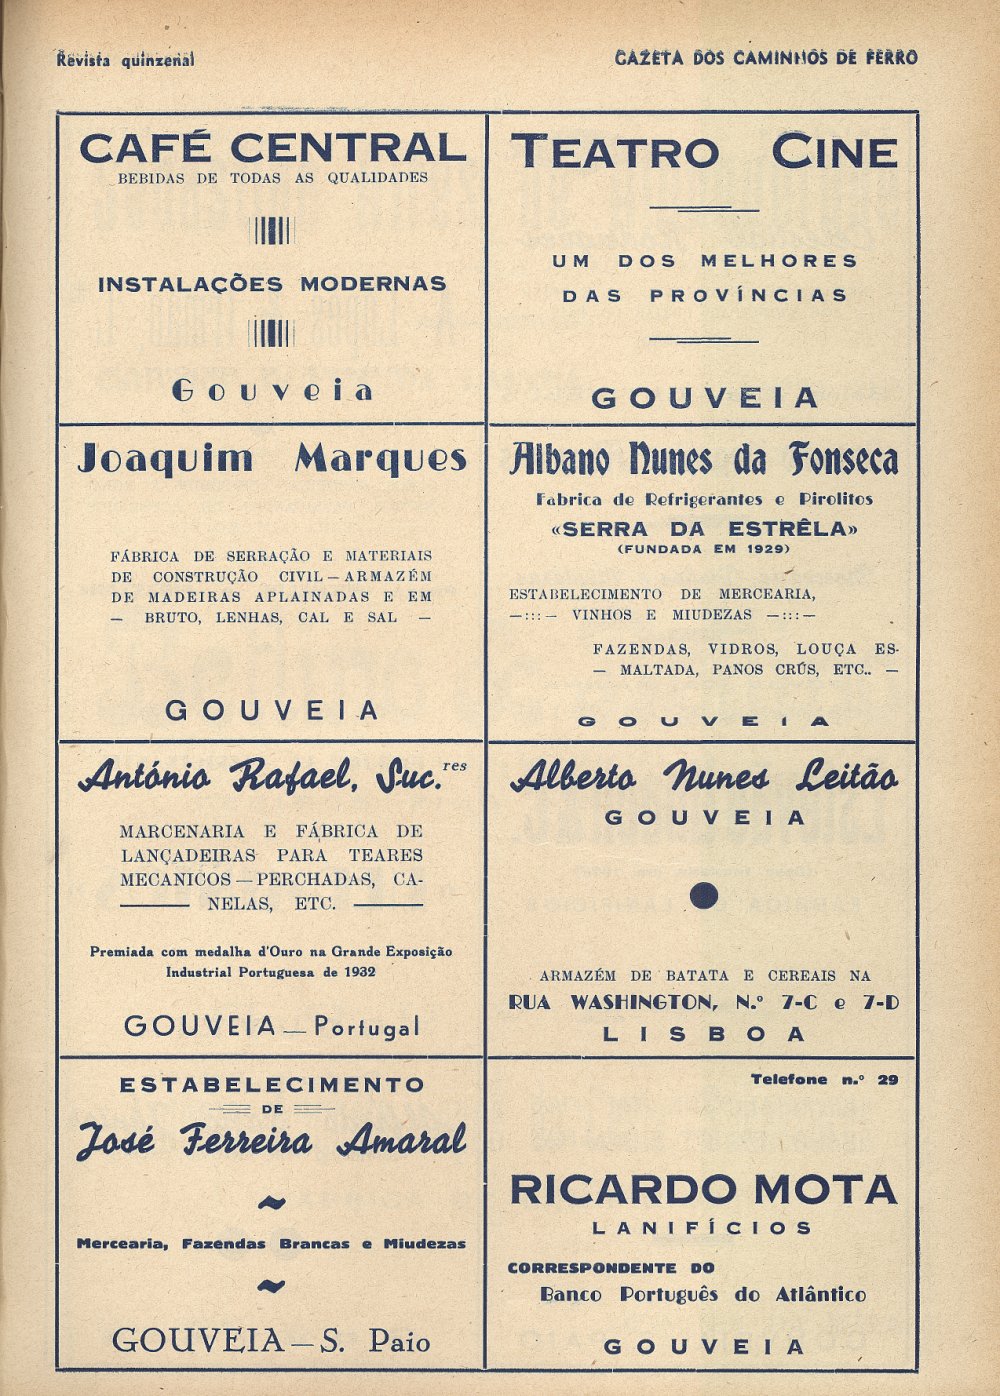 Revista quinzenal
GAZETA DOS CAMINHOS DE FERRO
CAFÉ CENTRAL
BEBIDAS DE TODAS AS QUALIDADES
INSTALAÇÕES MODERNAS
Gouveia
TEATRO CINE
UM DOS MELHORES
DAS PROVÍNCIAS
GOUVEIA
Joaquim Marques
FÁBRICA DE SERRAÇÃO E MATERIAIS
DE CONSTRUÇÃO CIVIL — ARMAZÉM
DE MADEIRAS APLAINADAS E EM
— BRUTO, LENHAS, CAL E SAL —
GOUVEIA
Albano Nunes da Fonseca
Fábrica de Refrigerantes e Pirolitos
«SERRA DA ESTRÊLA»
(FUNDADA EM 1929)
ESTABELECIMENTO DE MERCEARIA,
—:::— VINHOS E MIUDEZAS —:::—
FAZENDAS, VIDROS, LOUÇA ES-
— MALTADA, PANOS CRÚS, ETC.. —
GOUVEIA
António Rafael, Suc.res
MARCENARIA E FÁBRICA DE
LANÇADEIRAS PARA TEARES
MECANICOS — PERCHADAS, CA-
NELAS, ETC.
Premiada com medalha d'Ouro na Grande Exposição
Industrial Portuguesa de 1932
GOUVEIA — Portugal
Alberto Nunes Leitão
GOUVEIA
ARMAZÉM DE BATATA E CEREAIS NA
RUA WASHINGTON, N.º 7-C e 7-D
LISBOA
ESTABELECIMENTO
DE
José Ferreira Amaral
Mercearia, Fazendas Brancas e Miudezas
GOUVEIA — S. Paio
Telefone n.º 29
RICARDO MOTA
LANIFÍCIOS
CORRESPONDENTE DO
Banco Português do Atlântico
GOUVEIA